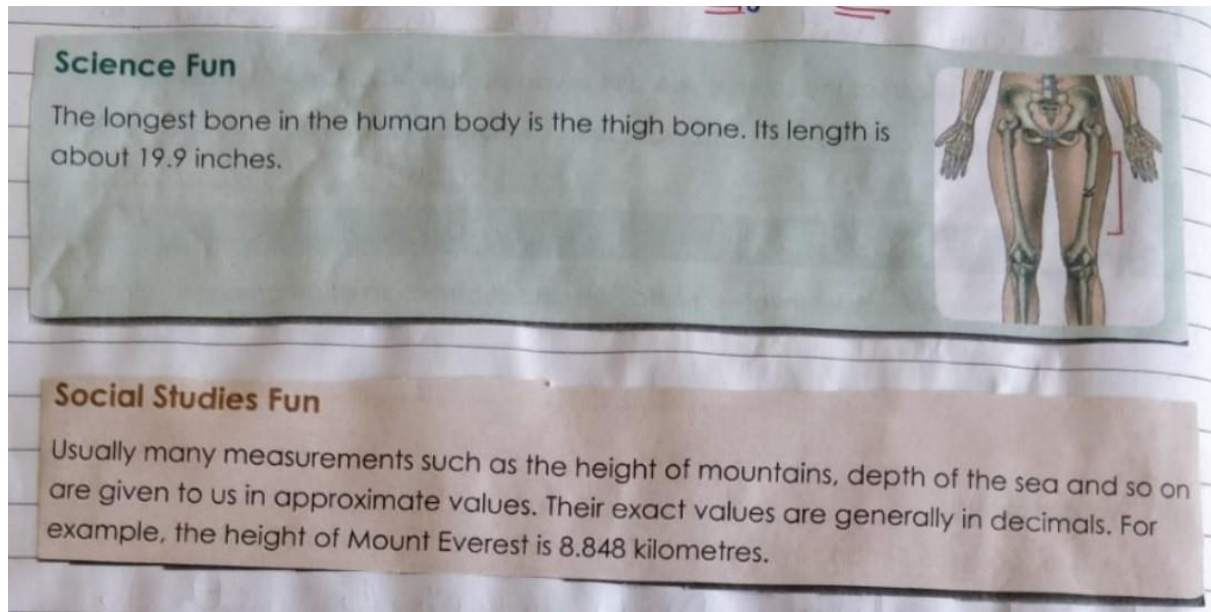 Science Fun
The longest bone in the human body is the thigh bone. Its length is
about 19.9 inches.
Social Studies Fun
Usually many measurements such as the height of mountains, depth of the sea and so on
are given to us in approximate values. Their exact values are generally in decimals. For
example, the height of Mount Everest is 8.848 kilometres.